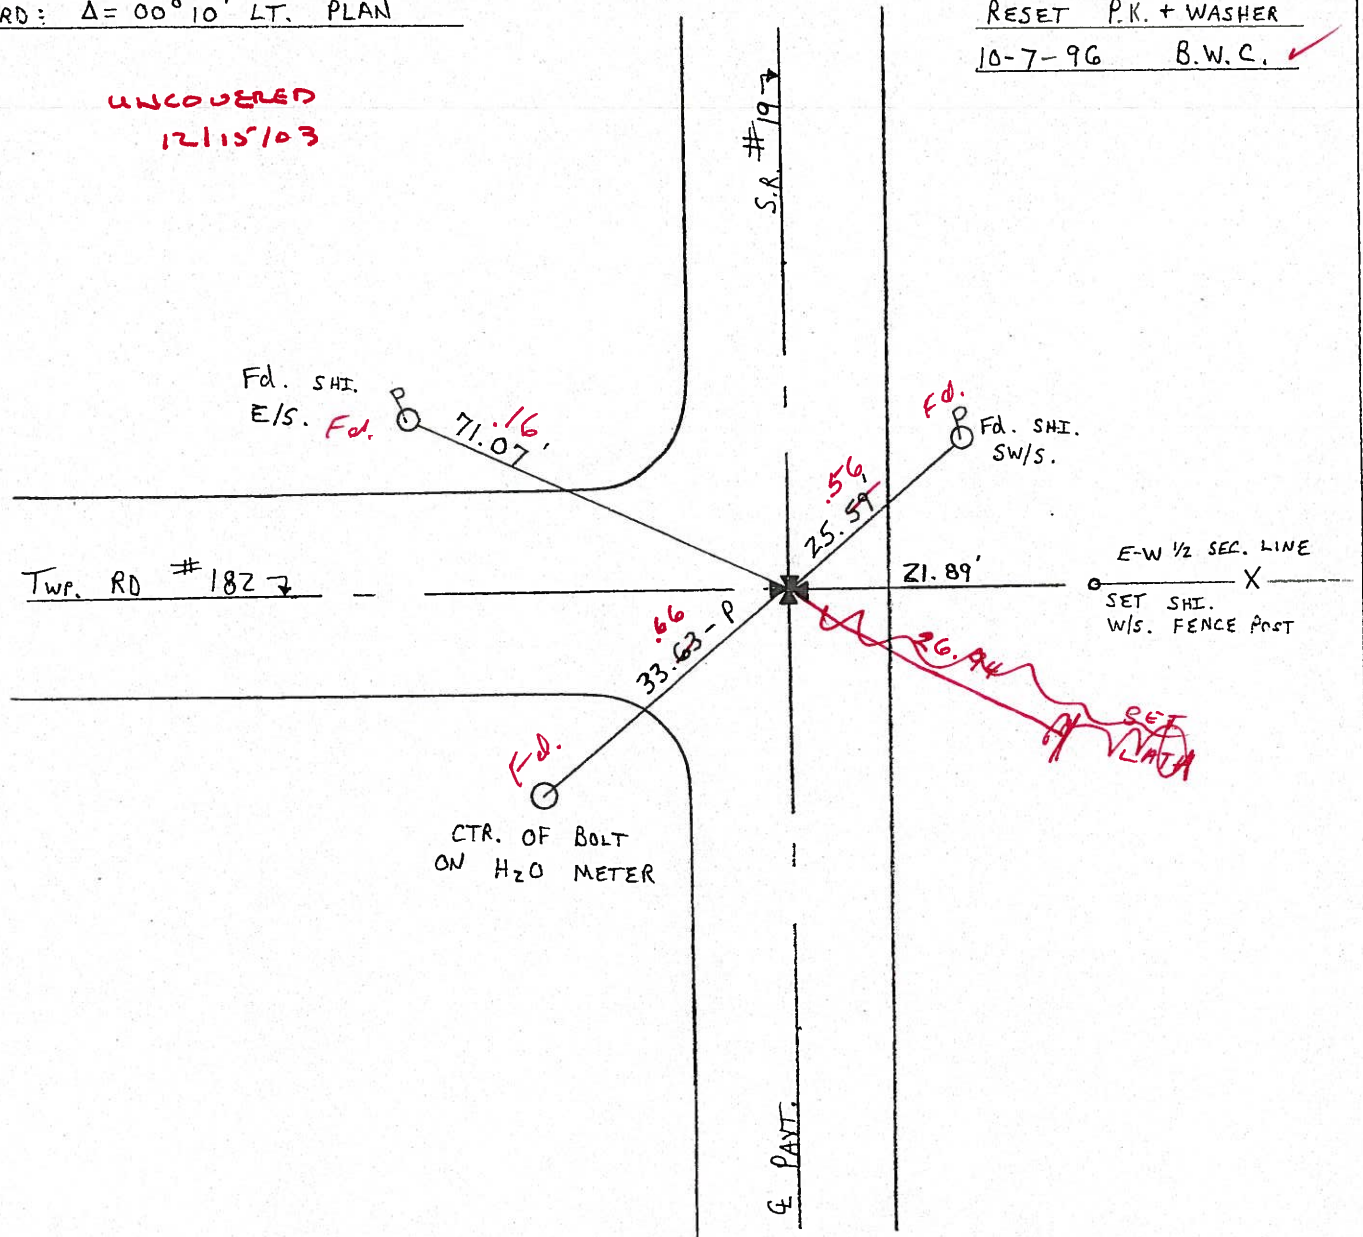 RD: Δ= 00°10' LT. PLAN
RESET P.K. + WASHER
10-7-96 B.W.C.
UNCOVERED
12/15/03
S.R. #19
Fd. SHI.
E/S. Fd.
71.07'
.16
Fd.
Fd. SHI.
SW/S.
.56
25.59'
21.89'
E-W 1/2 SEC. LINE
X
SET SHI.
W/S. FENCE POST
Twp. RD #182
.66
33.63-P
26.94
SET
Fd.
CTR. OF BOLT
ON H2O METER
℄ PAVT.